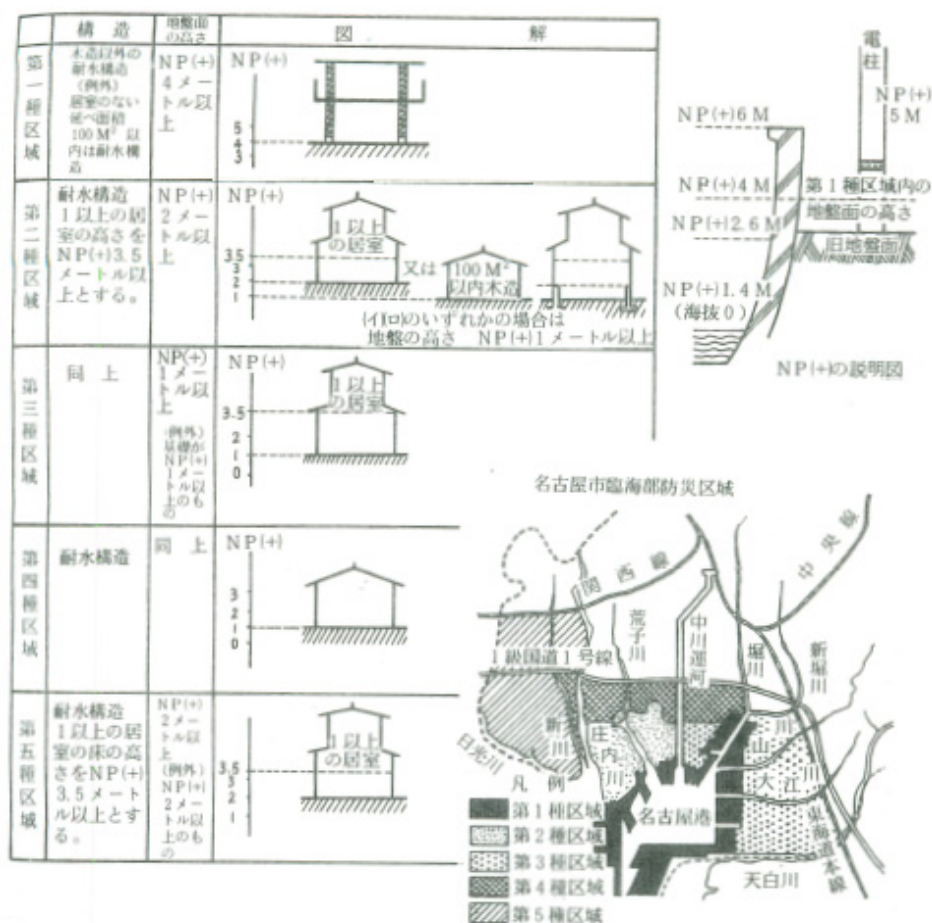 構造
地盤面の高さ
図解
第一種区域
木造以外の
耐水構造
(例外)
居室のない
延べ面積
100 M² 以
内は耐水構
造
NP(+)
4メー
トル以
上
NP(+)
5
4
3
第二種区域
耐水構造
1以上の居
室の高さを
NP(+)3.5
メートル以
上とする。
NP(+)
2メー
トル以
上
NP(+)
3.5
3
2
1
1以上
の居室
又は
100 M²
以内木造
(イ)(ロ)のいずれかの場合は
地盤の高さ NP(+)1メートル以上
第三種区域
同上
NP(+)
1メー
トル以
上
(例外)
基礎が
NP(+)
1メー
トル以
上のも
の
NP(+)
3.5
2
1
0
1以上
の居室
第四種区域
耐水構造
同上
NP(+)
3
2
1
0
第五種区域
耐水構造
1以上の居
室の床の高
さをNP(+)
3.5メート
ル以上とす
る。
NP(+)
2メー
トル以
上
(例外)
NP(+)
2メー
トル以
上のも
の
NP(+)
3.5
3
2
1
1以上
の居室
電柱
NP(+)
5M
NP(+)6M
NP(+)4M
第1種区域内の
地盤面の高さ
NP(+)2.6M
旧地盤面
NP(+)1.4M
(海抜0)
NP(+)の説明図
名古屋市臨海部防災区域
関西線
中央線
荒子川
中川運河
堀川
新堀川
1級国道1号線
日光川
新川
庄内川
山崎川
大江川
東海道本線
名古屋港
天白川
凡例
第1種区域
第2種区域
第3種区域
第4種区域
第5種区域